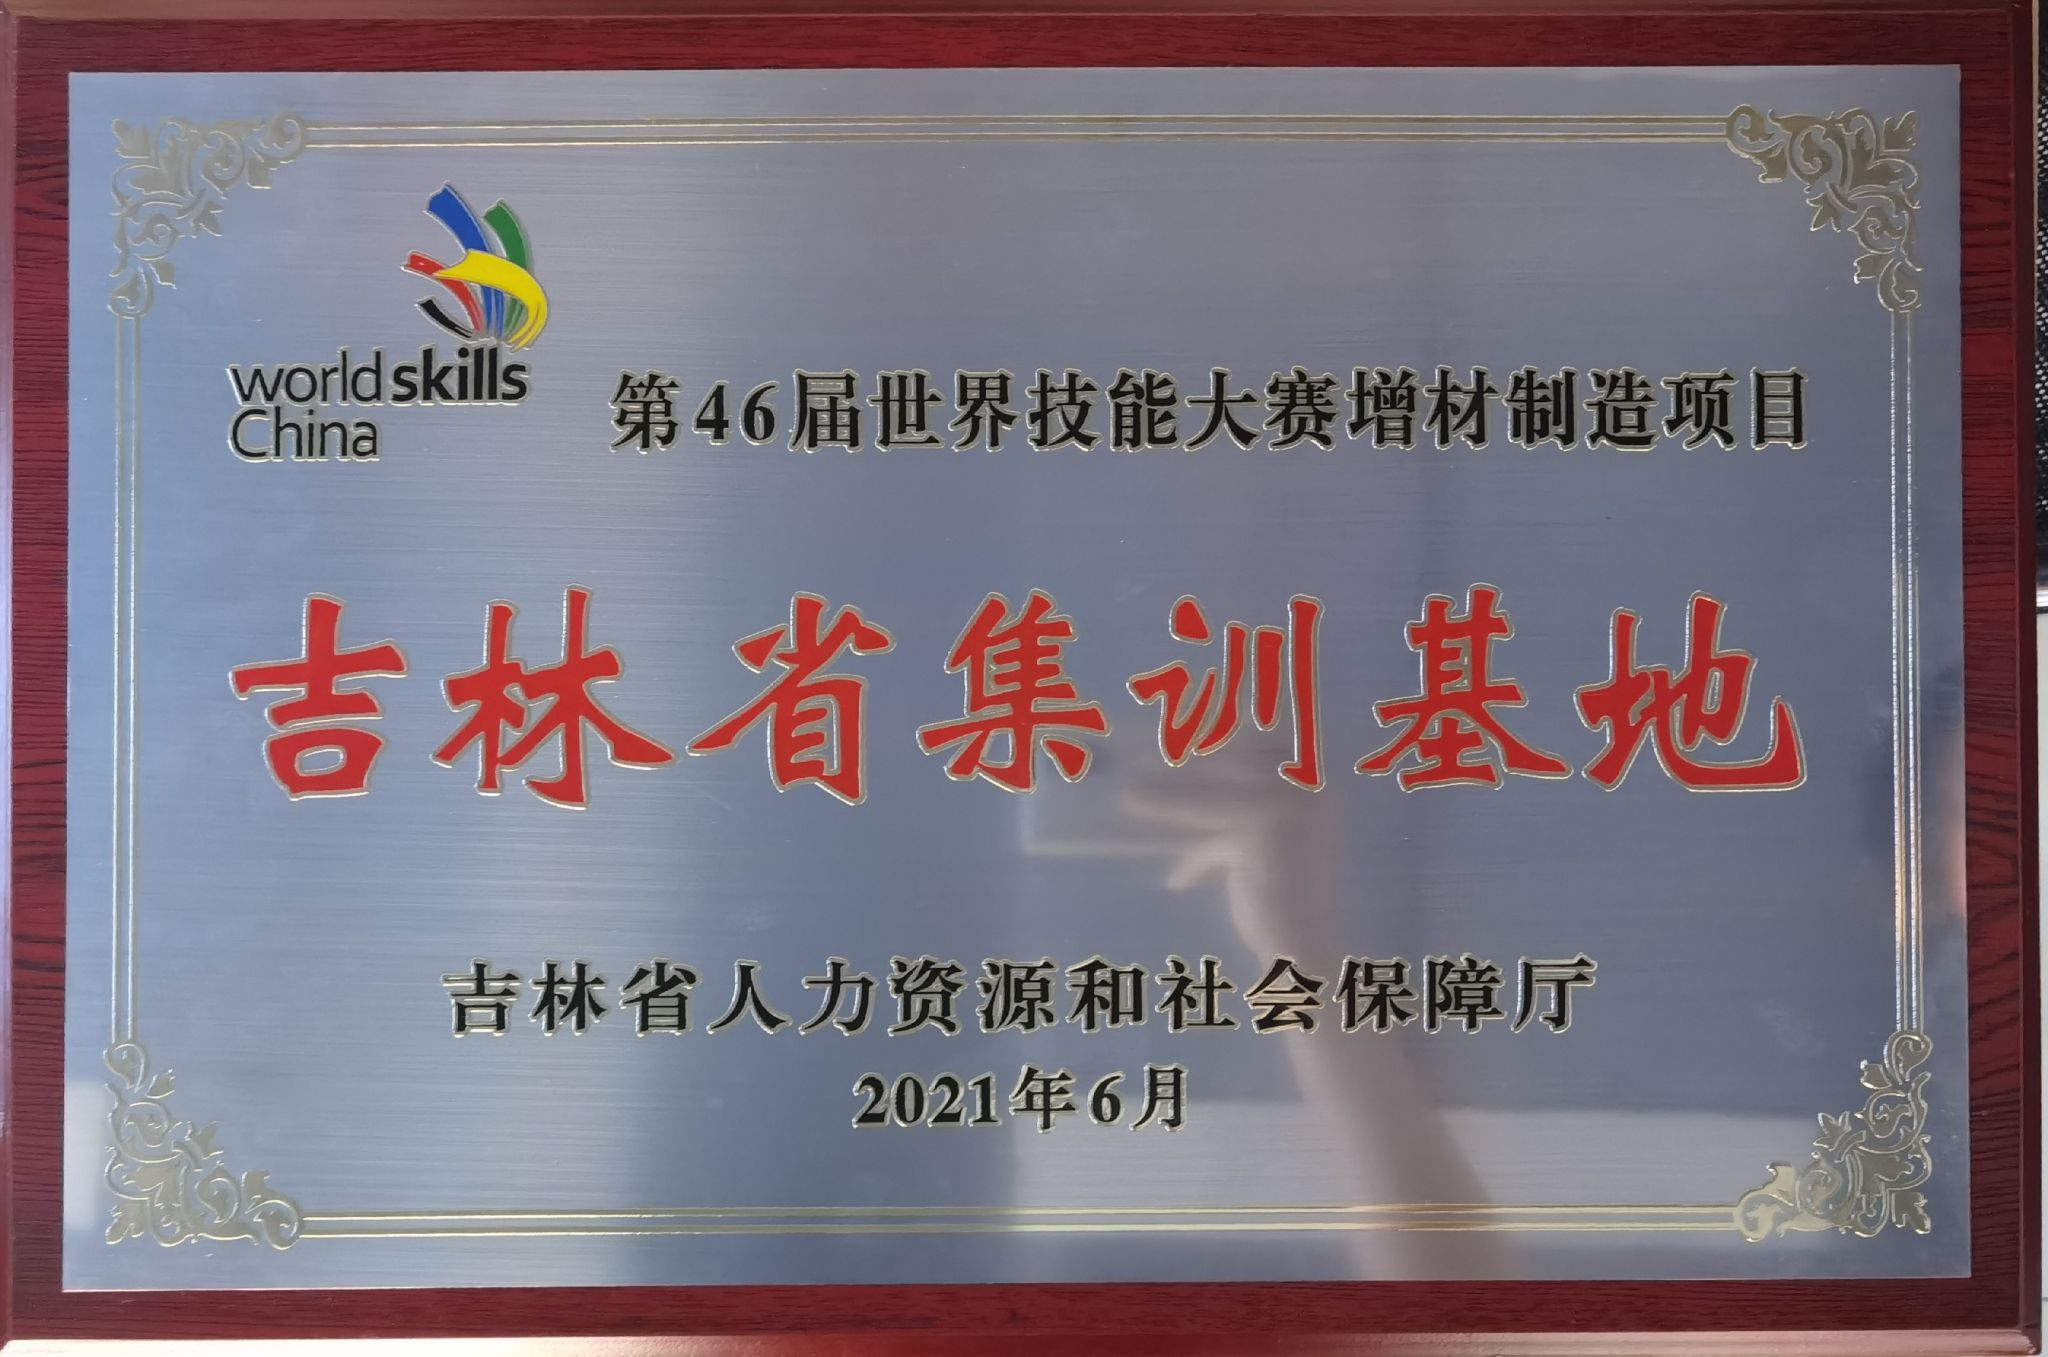 world skills
China
第46届世界技能大赛增材制造项目
吉林省集训基地
吉林省人力资源和社会保障厅
2021年6月